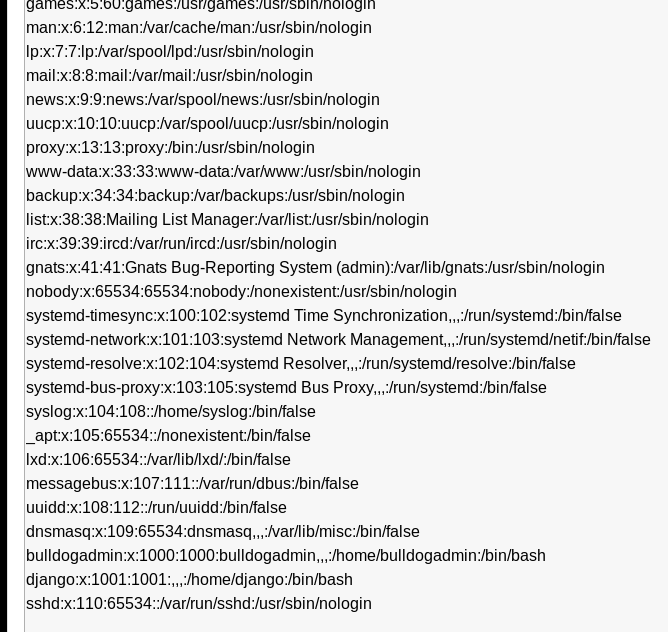 games:x:5:60:games:/usr/games:/usr/sbin/nologin
man:x:6:12:man:/var/cache/man:/usr/sbin/nologin
lp:x:7:7:lp:/var/spool/lpd:/usr/sbin/nologin
mail:x:8:8:mail:/var/mail:/usr/sbin/nologin
news:x:9:9:news:/var/spool/news:/usr/sbin/nologin
uucp:x:10:10:uucp:/var/spool/uucp:/usr/sbin/nologin
proxy:x:13:13:proxy:/bin:/usr/sbin/nologin
www-data:x:33:33:www-data:/var/www:/usr/sbin/nologin
backup:x:34:34:backup:/var/backups:/usr/sbin/nologin
list:x:38:38:Mailing List Manager:/var/list:/usr/sbin/nologin
irc:x:39:39:ircd:/var/run/ircd:/usr/sbin/nologin
gnats:x:41:41:Gnats Bug-Reporting System (admin):/var/lib/gnats:/usr/sbin/nologin
nobody:x:65534:65534:nobody:/nonexistent:/usr/sbin/nologin
systemd-timesync:x:100:102:systemd Time Synchronization,,,:/run/systemd:/bin/false
systemd-network:x:101:103:systemd Network Management,,,:/run/systemd/netif:/bin/false
systemd-resolve:x:102:104:systemd Resolver,,,:/run/systemd/resolve:/bin/false
systemd-bus-proxy:x:103:105:systemd Bus Proxy,,,:/run/systemd:/bin/false
syslog:x:104:108::/home/syslog:/bin/false
_apt:x:105:65534::/nonexistent:/bin/false
lxd:x:106:65534::/var/lib/lxd/:/bin/false
messagebus:x:107:111::/var/run/dbus:/bin/false
uuidd:x:108:112::/run/uuidd:/bin/false
dnsmasq:x:109:65534:dnsmasq,,,:/var/lib/misc:/bin/false
bulldogadmin:x:1000:1000:bulldogadmin,,,:/home/bulldogadmin:/bin/bash
django:x:1001:1001:,,,:/home/django:/bin/bash
sshd:x:110:65534::/var/run/sshd:/usr/sbin/nologin